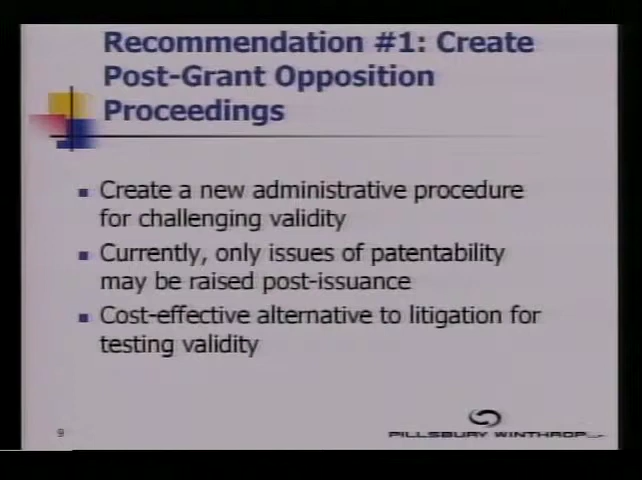 Recommendation #1: Create
Post-Grant Opposition
Proceedings
Create a new administrative procedure
for challenging validity
Currently, only issues of patentability
may be raised post-issuance
Cost-effective alternative to litigation for
testing validity
9
PILLSBURY WINTHROP